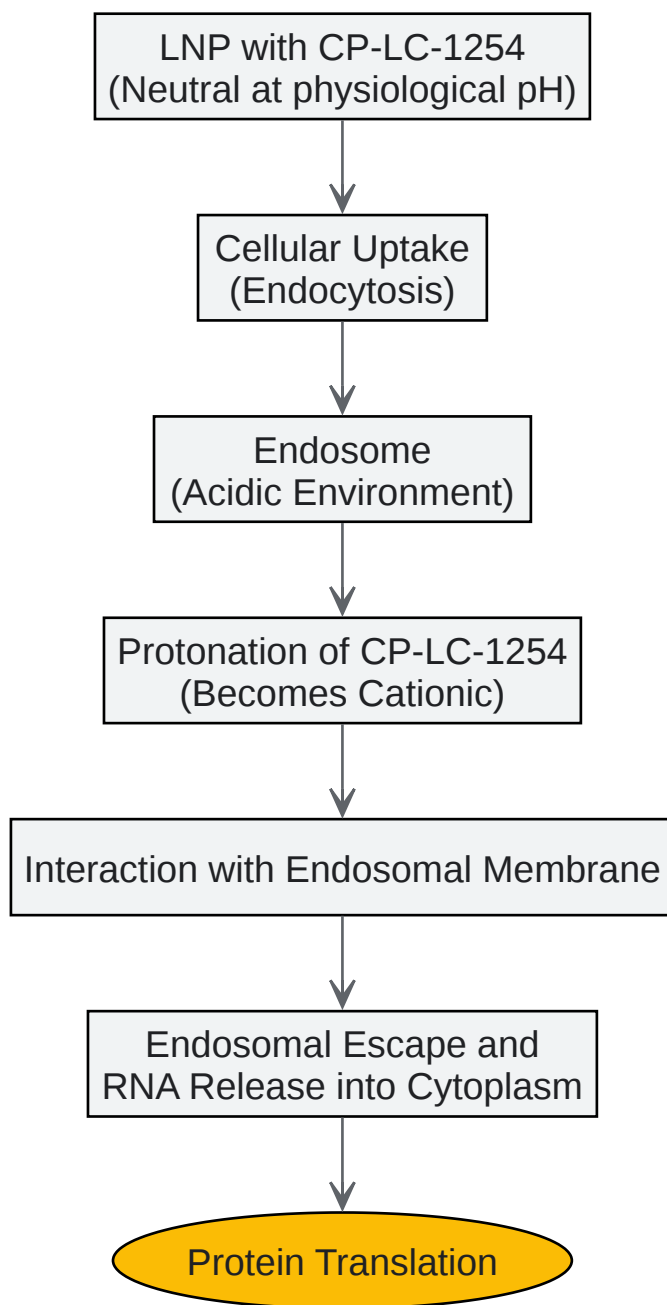 LNP with CP-LC-1254
(Neutral at physiological pH)
Cellular Uptake
(Endocytosis)
Endosome
(Acidic Environment)
Protonation of CP-LC-1254
(Becomes Cationic)
Interaction with Endosomal Membrane
Endosomal Escape and
RNA Release into Cytoplasm
Protein Translation